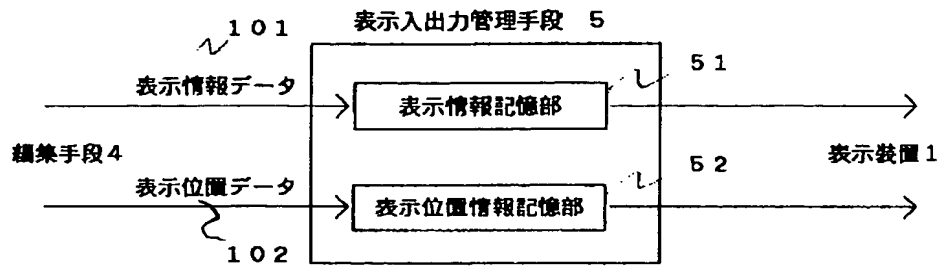 101
表示入出力管理手段 5
51
表示情報データ
表示情報記憶部
編集手段4
表示装置1
52
表示位置データ
表示位置情報記憶部
102